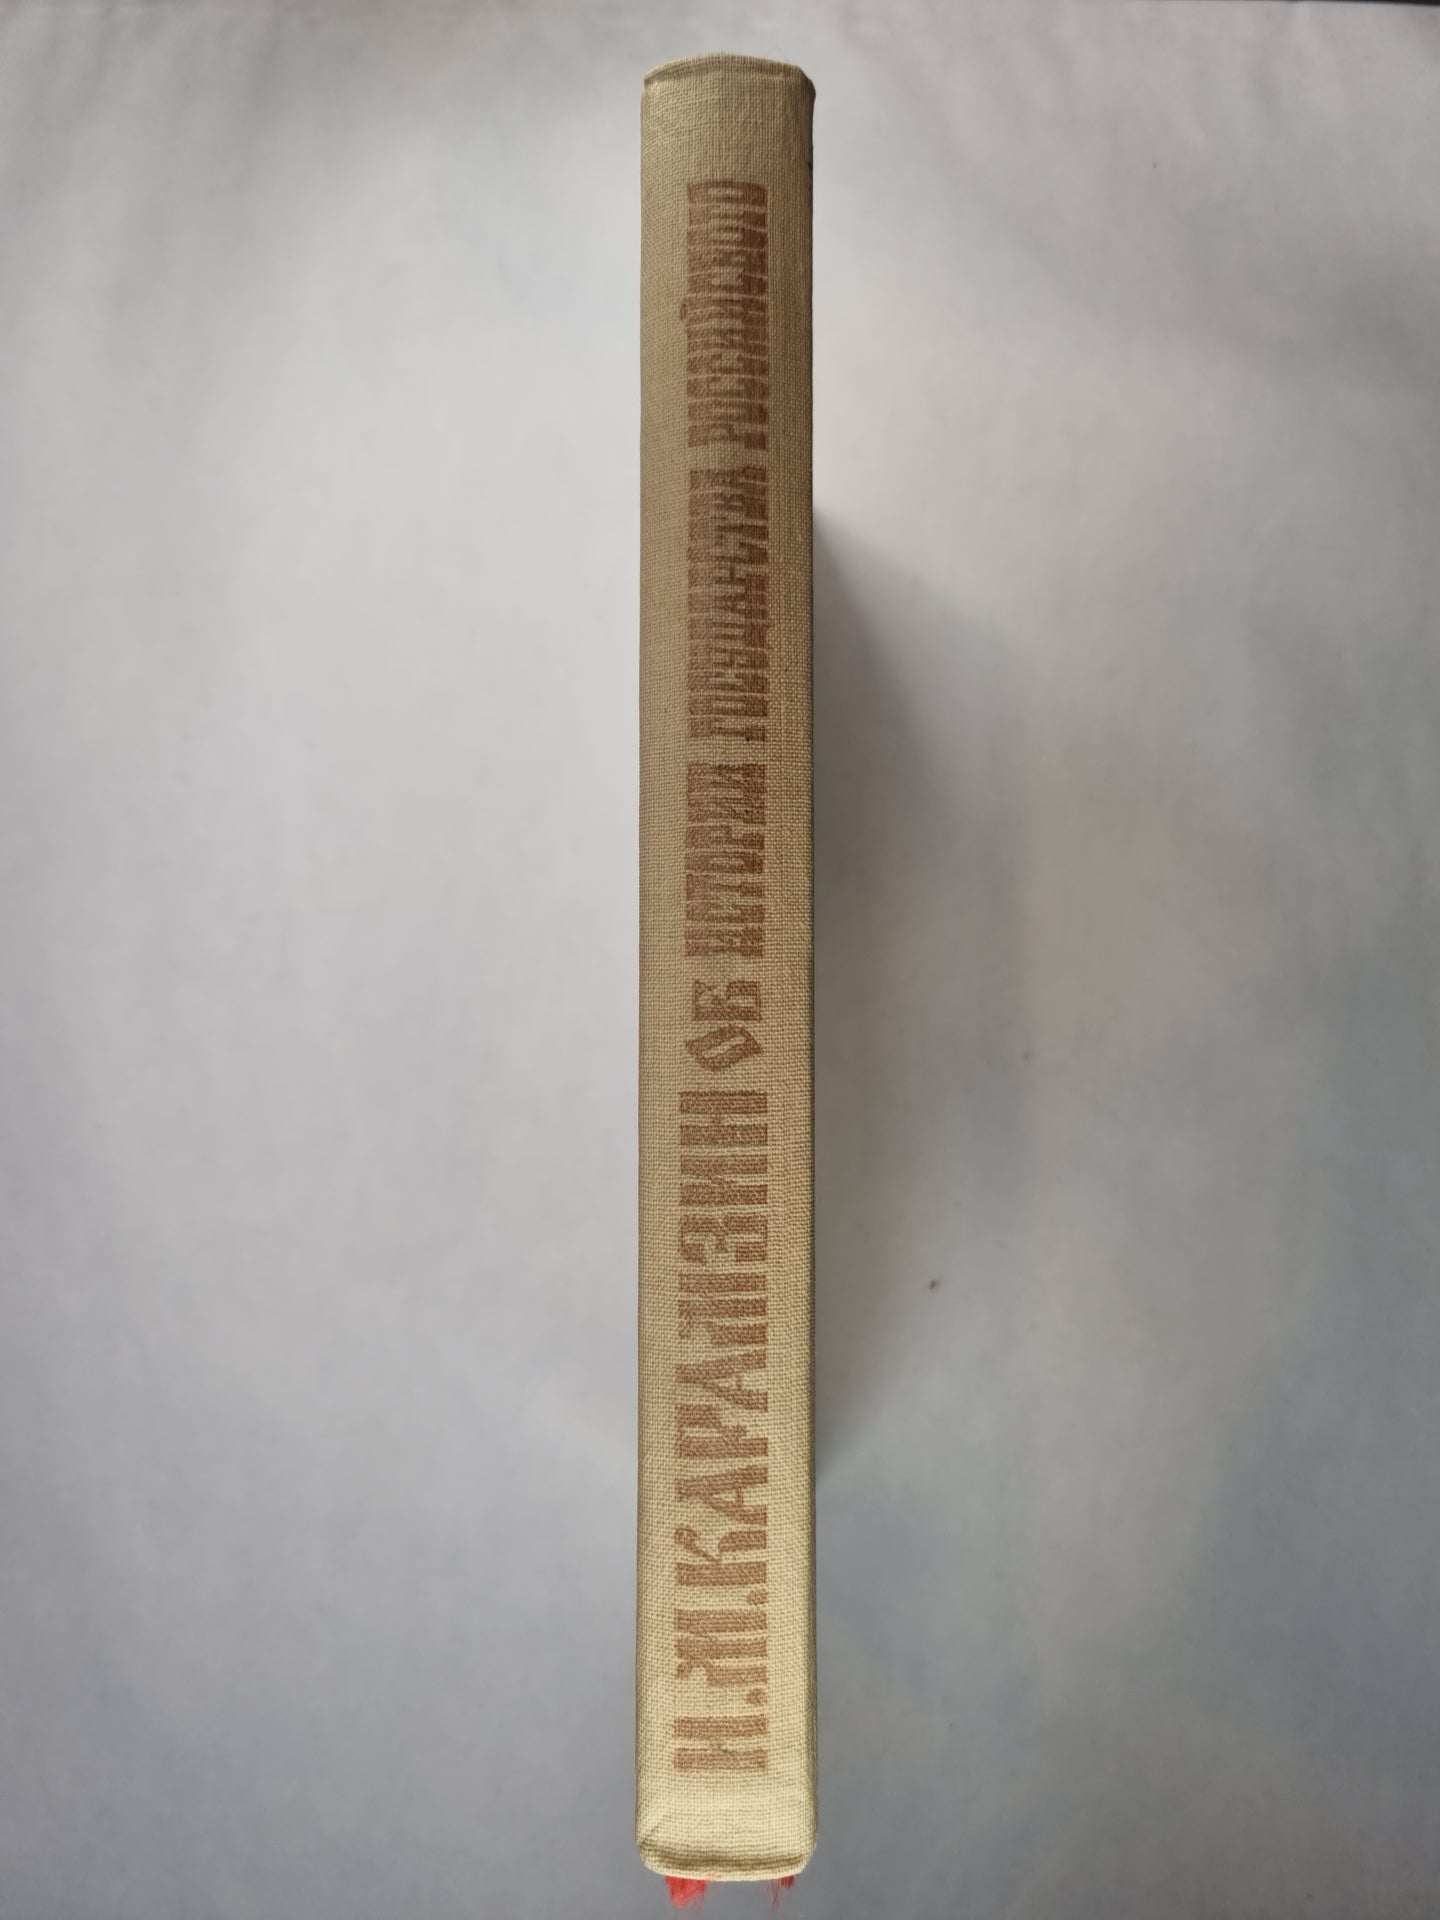 Н.М.КАРАМЗИН ОБ ИСТОРИИ ГОСУДАРСТВА РОССИЙСКОГО